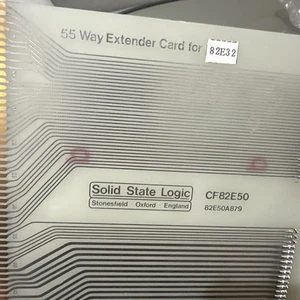 55 Way Extender Card for 82E32
Solid State Logic
Stonesfield Oxford England
CF82E50
82E50A879